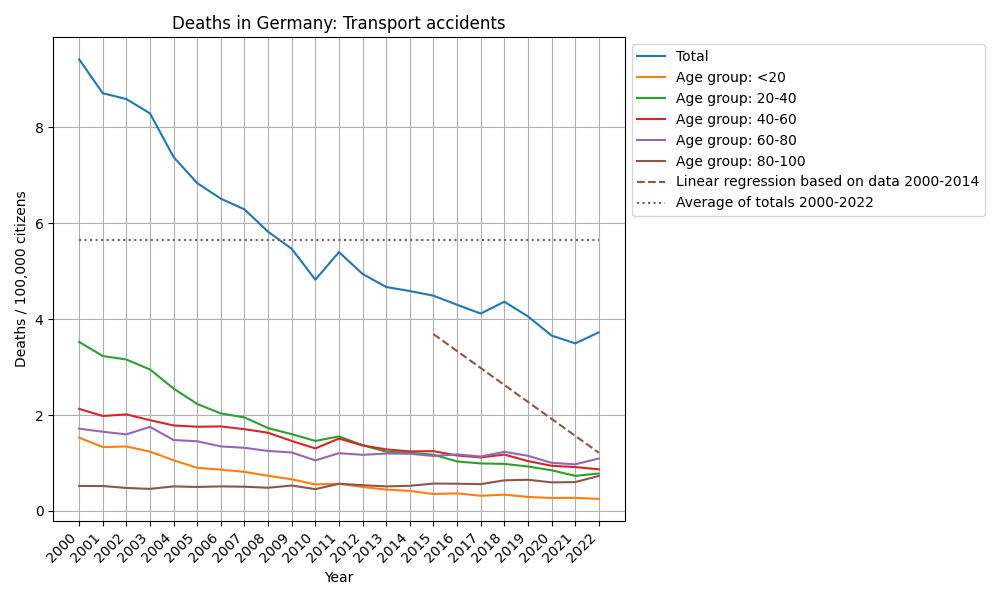 Deaths in Germany: Transport accidents
Total
Age group: <20
Age group: 20-40
Age group: 40-60
Age group: 60-80
Age group: 80-100
Linear regression based on data 2000-2014
Average of totals 2000-2022
Deaths / 100,000 citizens
8
6
4
2
0
2000
2001
2002
2003
2004
2005
2006
2007
2008
2009
2010
2011
2012
2013
2014
2015
2016
2017
2018
2019
2020
2021
2022
Year